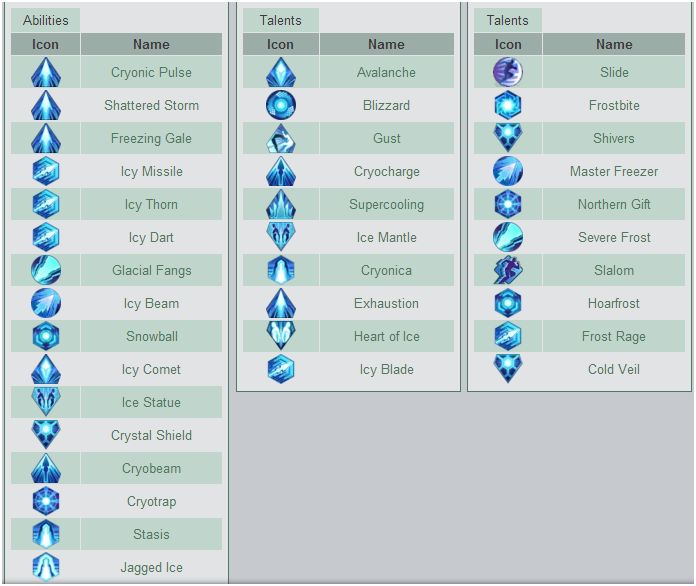 Abilities
Icon Name
Cryonic Pulse
Shattered Storm
Freezing Gale
Icy Missile
Icy Thorn
Icy Dart
Glacial Fangs
Icy Beam
Snowball
Icy Comet
Ice Statue
Crystal Shield
Cryobeam
Cryotrap
Stasis
Jagged Ice
Talents
Icon Name
Avalanche
Blizzard
Gust
Cryocharge
Supercooling
Ice Mantle
Cryonica
Exhaustion
Heart of Ice
Icy Blade
Talents
Icon Name
Slide
Frostbite
Shivers
Master Freezer
Northern Gift
Severe Frost
Slalom
Hoarfrost
Frost Rage
Cold Veil